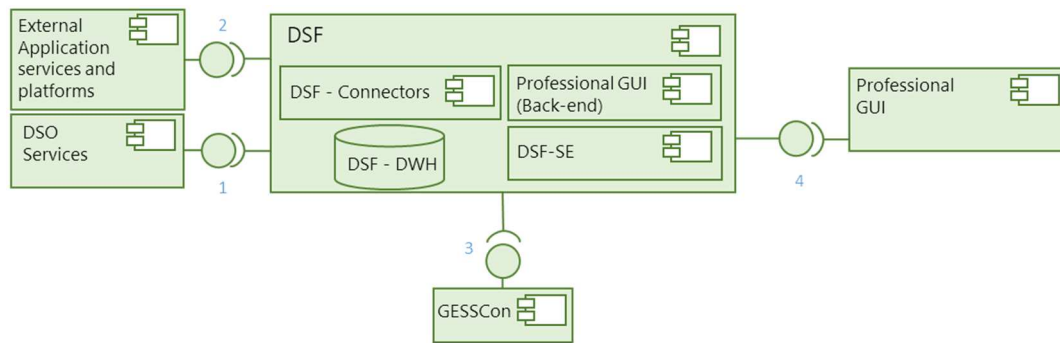 External
Application
services and
platforms
2
DSF
DSF - Connectors
Professional GUI
(Back-end)
Professional
GUI
DSO
Services
1
DSF - DWH
DSF-SE
4
3
GESSCon